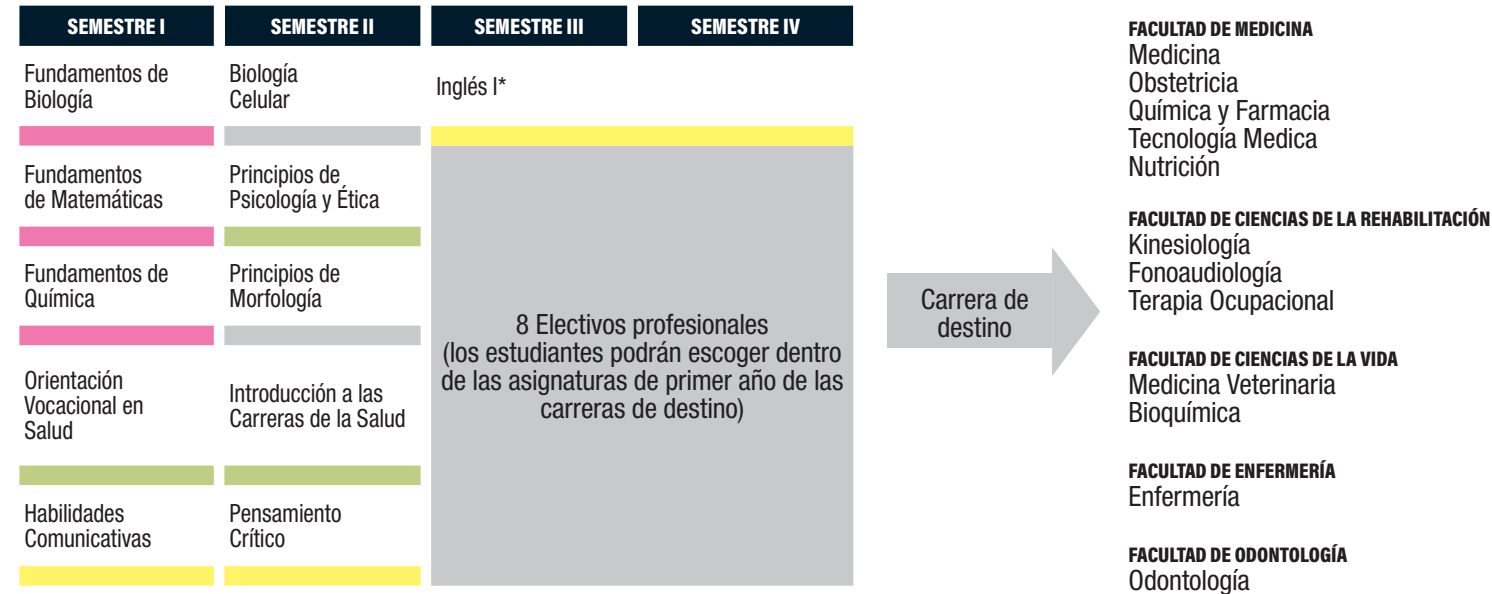 SEMESTRE I
SEMESTRE II
SEMESTRE III
SEMESTRE IV
Fundamentos de
Biología
Biología
Celular
Inglés I*
Fundamentos
de Matemáticas
Principios de
Psicología y Ética
Fundamentos de
Química
Principios de
Morfología
Orientación
Vocacional en
Salud
Introducción a las
Carreras de la Salud
Habilidades
Comunicativas
Pensamiento
Crítico
8 Electivos profesionales
(los estudiantes podrán escoger dentro
de las asignaturas de primer año de las
carreras de destino)
Carrera de
destino
FACULTAD DE MEDICINA
Medicina
Obstetricia
Química y Farmacia
Tecnología Medica
Nutrición
FACULTAD DE CIENCIAS DE LA REHABILITACIÓN
Kinesiología
Fonoaudiología
Terapia Ocupacional
FACULTAD DE CIENCIAS DE LA VIDA
Medicina Veterinaria
Bioquímica
FACULTAD DE ENFERMERÍA
Enfermería
FACULTAD DE ODONTOLOGÍA
Odontología